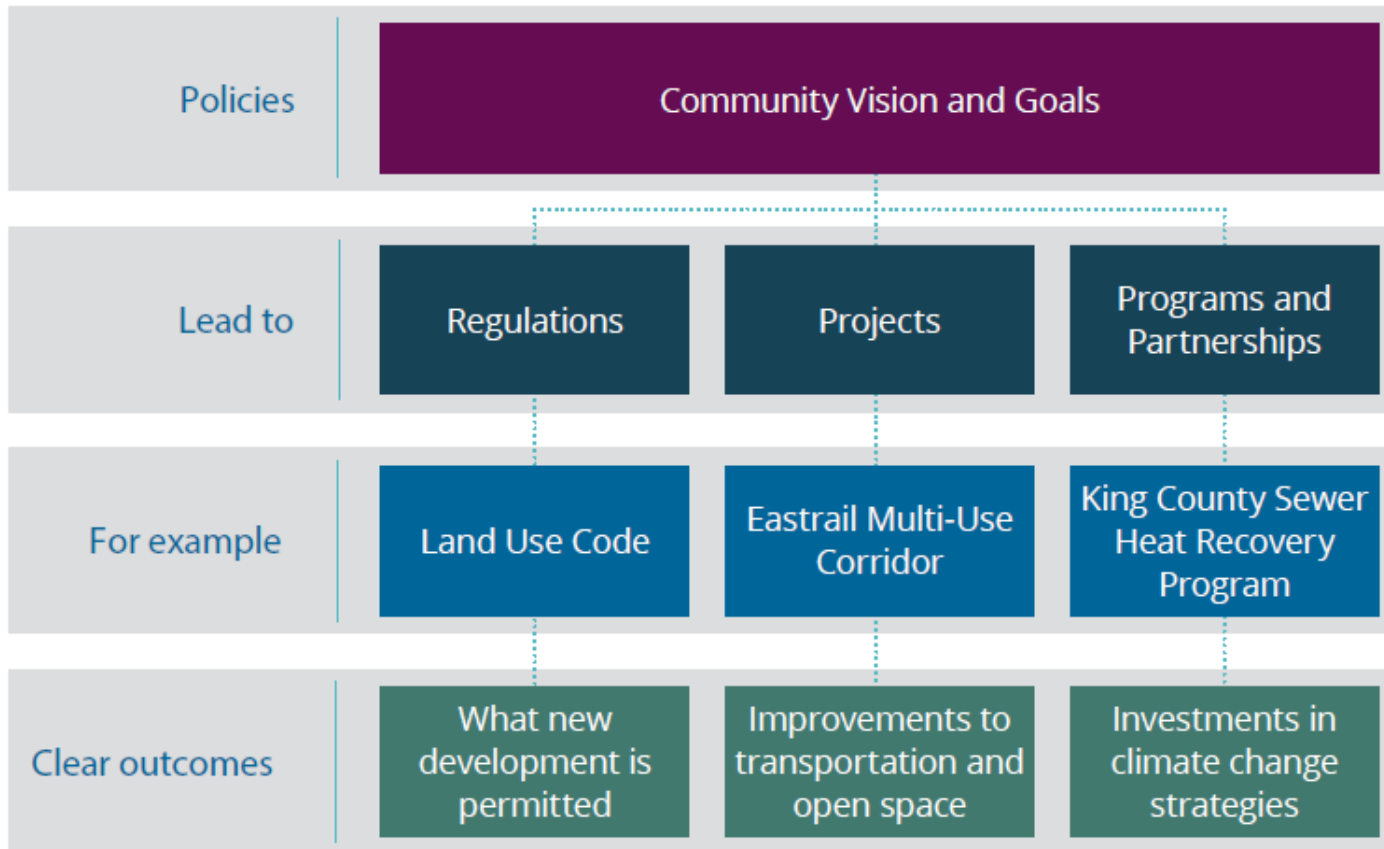 Policies
Community Vision and Goals
Lead to
Regulations
Projects
Programs and
Partnerships
For example
Land Use Code
Eastrail Multi-Use
Corridor
King County Sewer
Heat Recovery
Program
Clear outcomes
What new
development is
permitted
Improvements to
transportation and
open space
Investments in
climate change
strategies